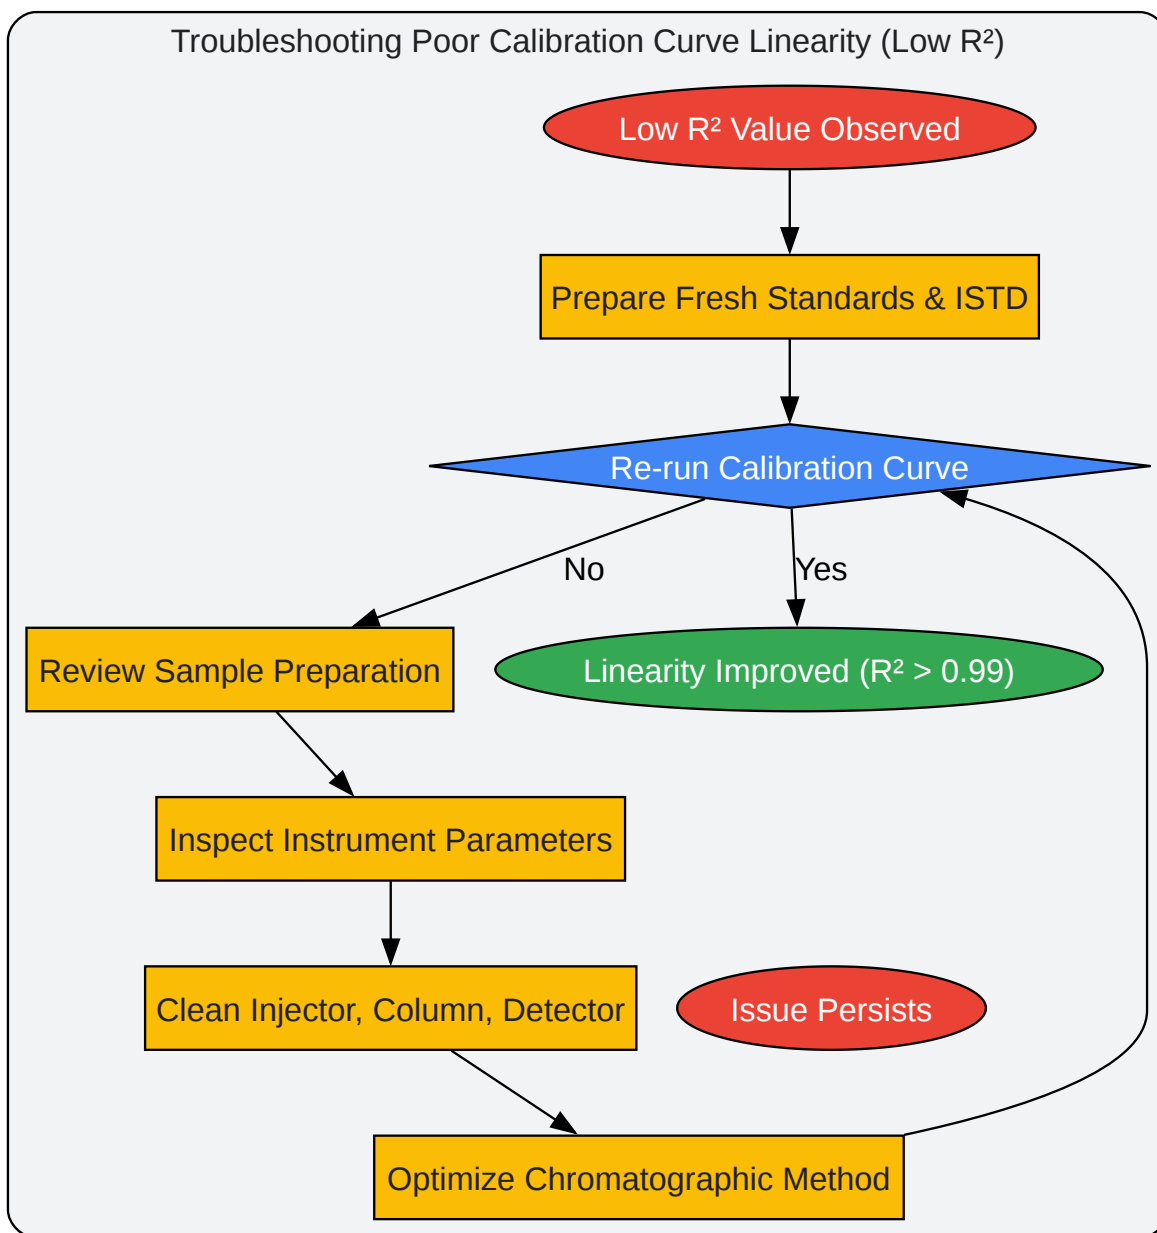 Troubleshooting Poor Calibration Curve Linearity (Low R²)
Low R² Value Observed
Prepare Fresh Standards & ISTD
Re-run Calibration Curve
No
Yes
Review Sample Preparation
Linearity Improved (R² > 0.99)
Inspect Instrument Parameters
Clean Injector, Column, Detector
Issue Persists
Optimize Chromatographic Method